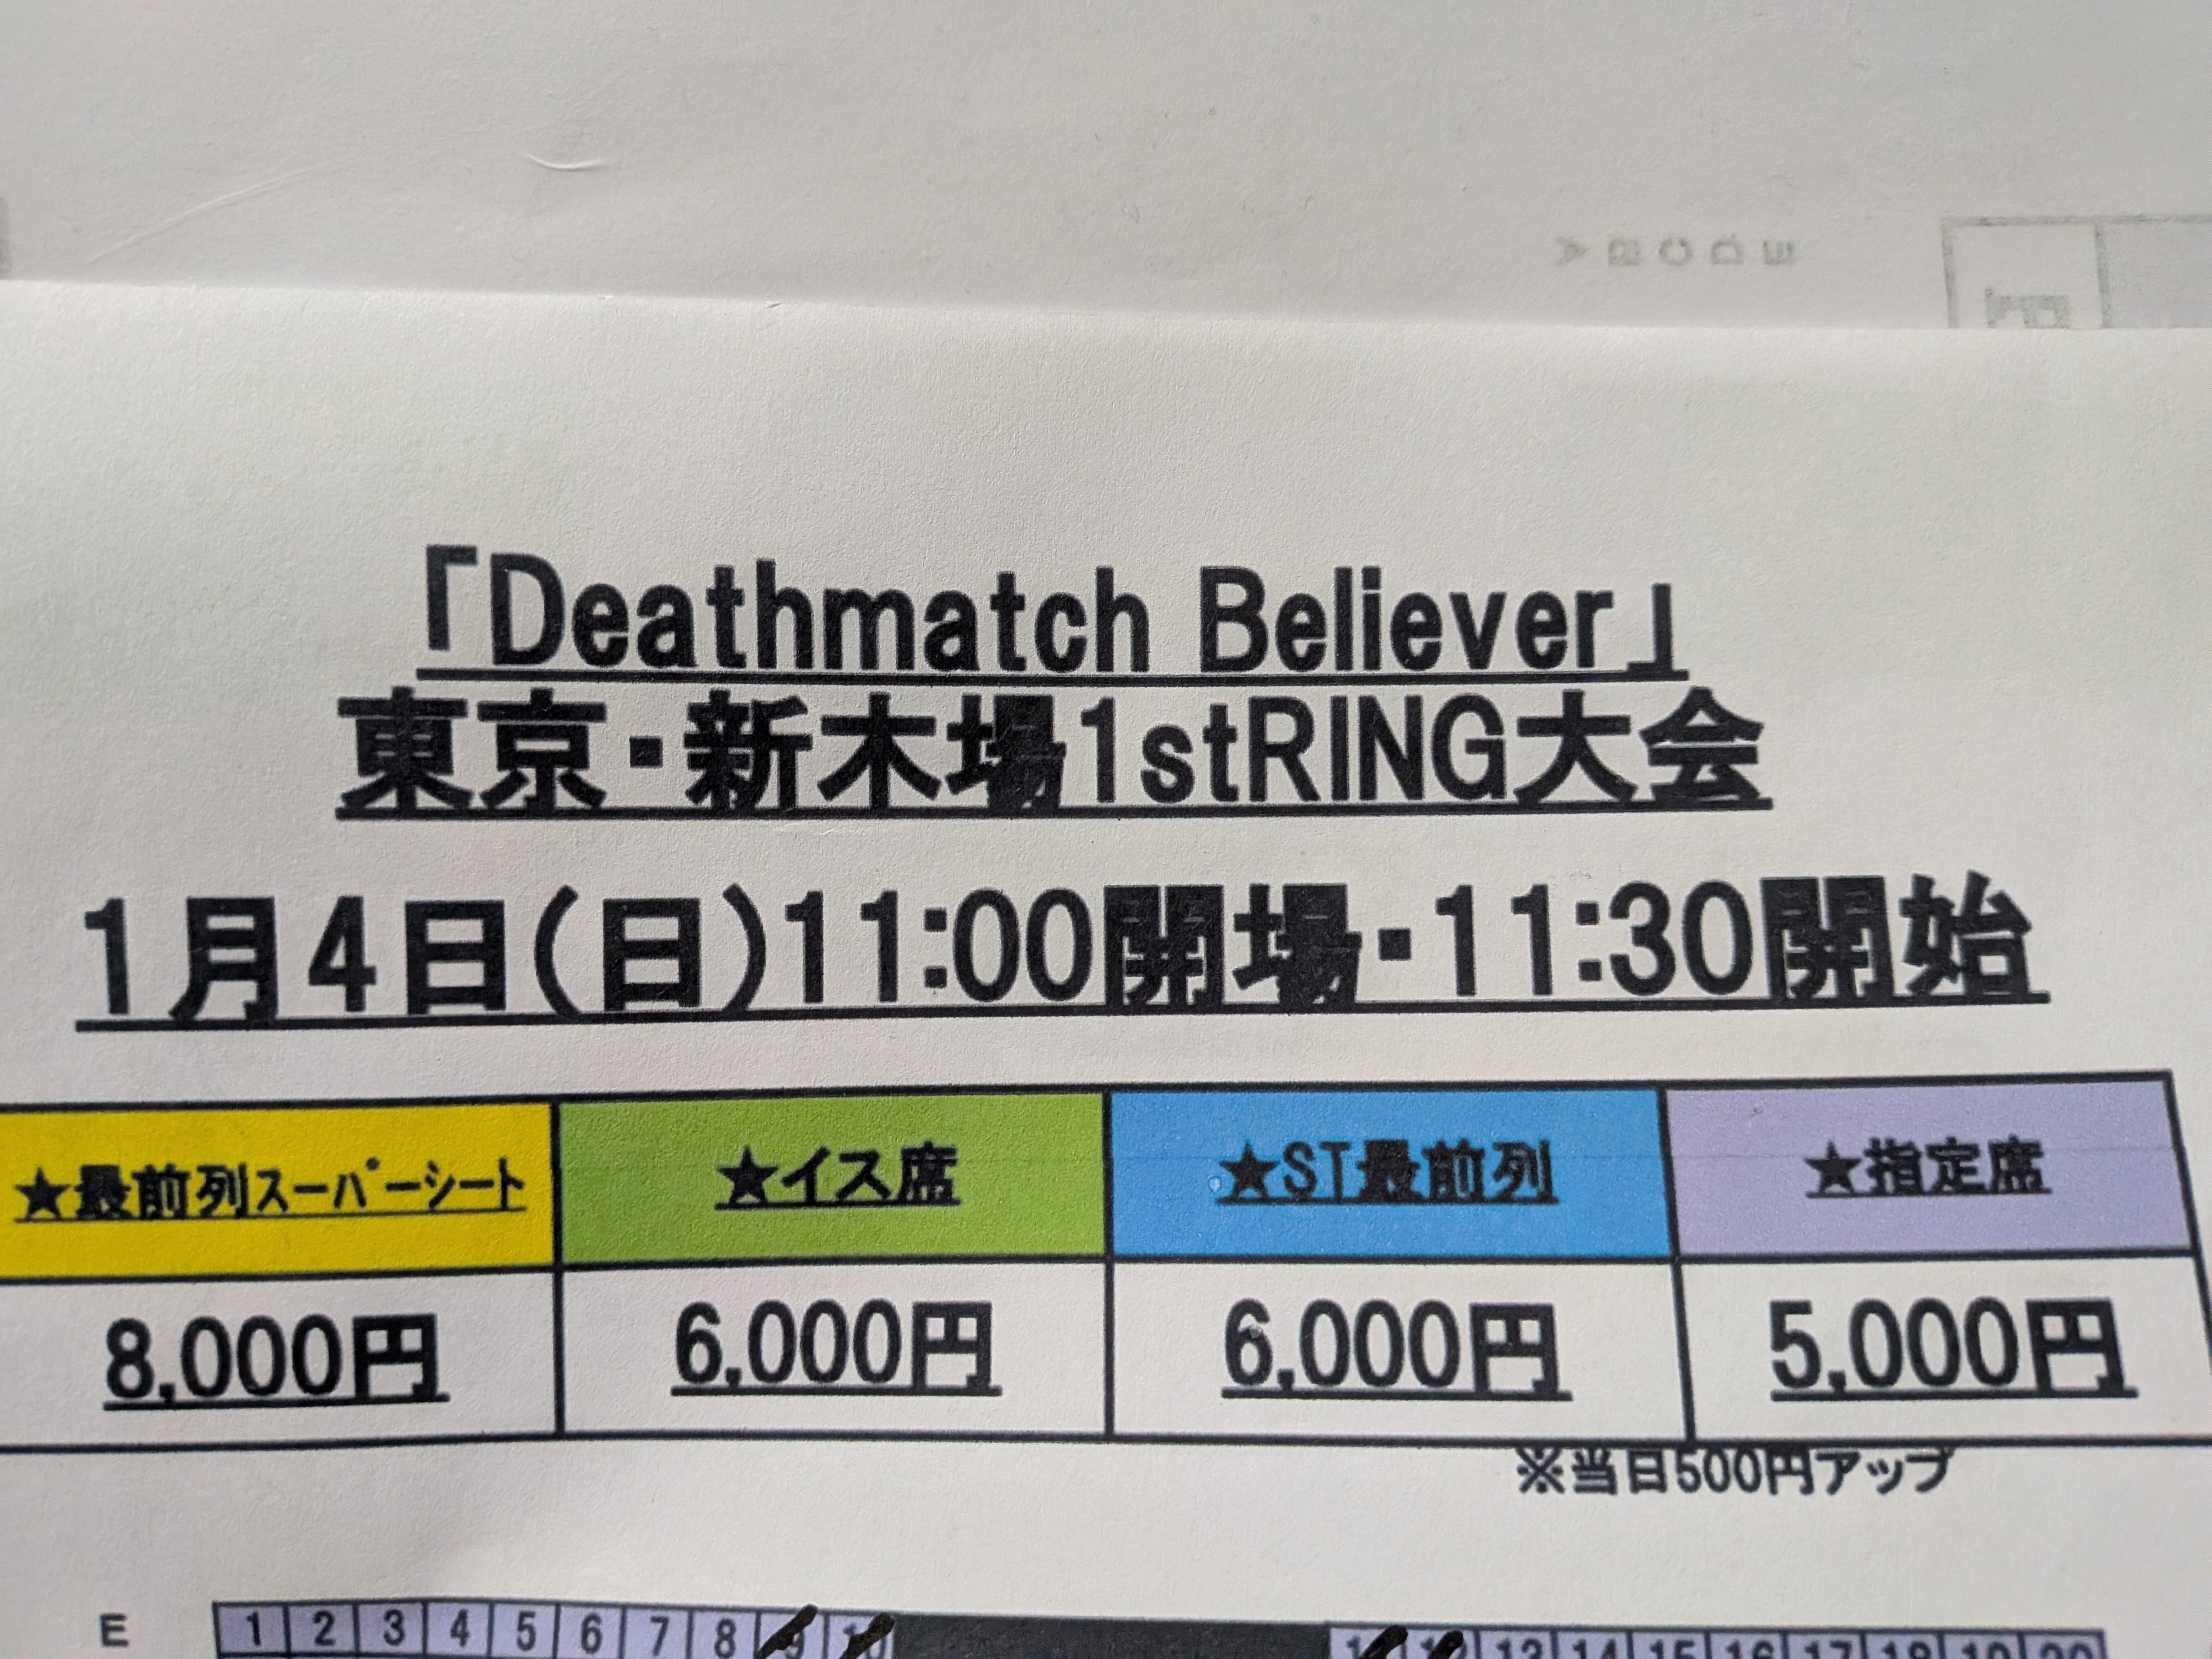 「Deathmatch Believer」
東京・新木場1stRING大会
1月4日(日)11:00開場・11:30開始
★最前列スーパーシート ★イス席 ★ST最前列 ★指定席
8,000円 6,000円 6,000円 5,000円
※当日500円アップ
E 1 2 3 4 5 6 7 8 9 10 11 12 13 14 15 16 17 18 19 20